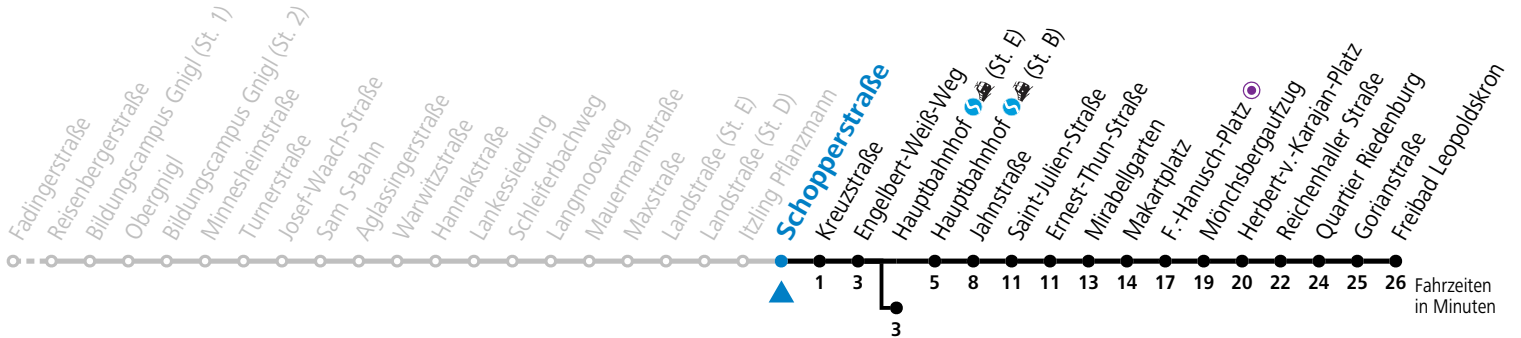 Fadingerstraße
Reisenbergerstraße
Bildungscampus Gnigl (St. 1)
Obergnigl
Bildungscampus Gnigl (St. 2)
Minnesheimstraße
Turnerstraße
Josef-Waach-Straße
Sam S-Bahn
Aglassingerstraße
Warwitzstraße
Hannakstraße
Lankessiedlung
Schleiferbachweg
Langmoosweg
Mauermannstraße
Maxstraße
Landstraße (St. E)
Landstraße (St. D)
Itzling Pflanzmann
Schopperstraße
Kreuzstraße
Engelbert-Weiß-Weg
Hauptbahnhof (St. E)
Hauptbahnhof (St. B)
Jahnstraße
Saint-Julien-Straße
Ernest-Thun-Straße
Mirabellgarten
Makartplatz
F.-Hanusch-Platz
Mönchsbergaufzug
Herbert-v.-Karajan-Platz
Reichenhaller Straße
Quartier Riedenburg
Gorianstraße
Freibad Leopoldskron
1 3 5 8 11 11 13 14 17 19 20 22 24 25 26 Fahrzeiten
in Minuten
3